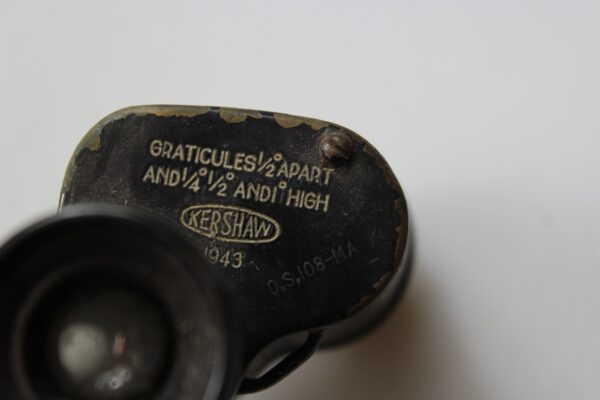 GRATICULES ½° APART
AND ¼° ½° AND 1° HIGH
KERSHAW
1943
O.S.108-MA